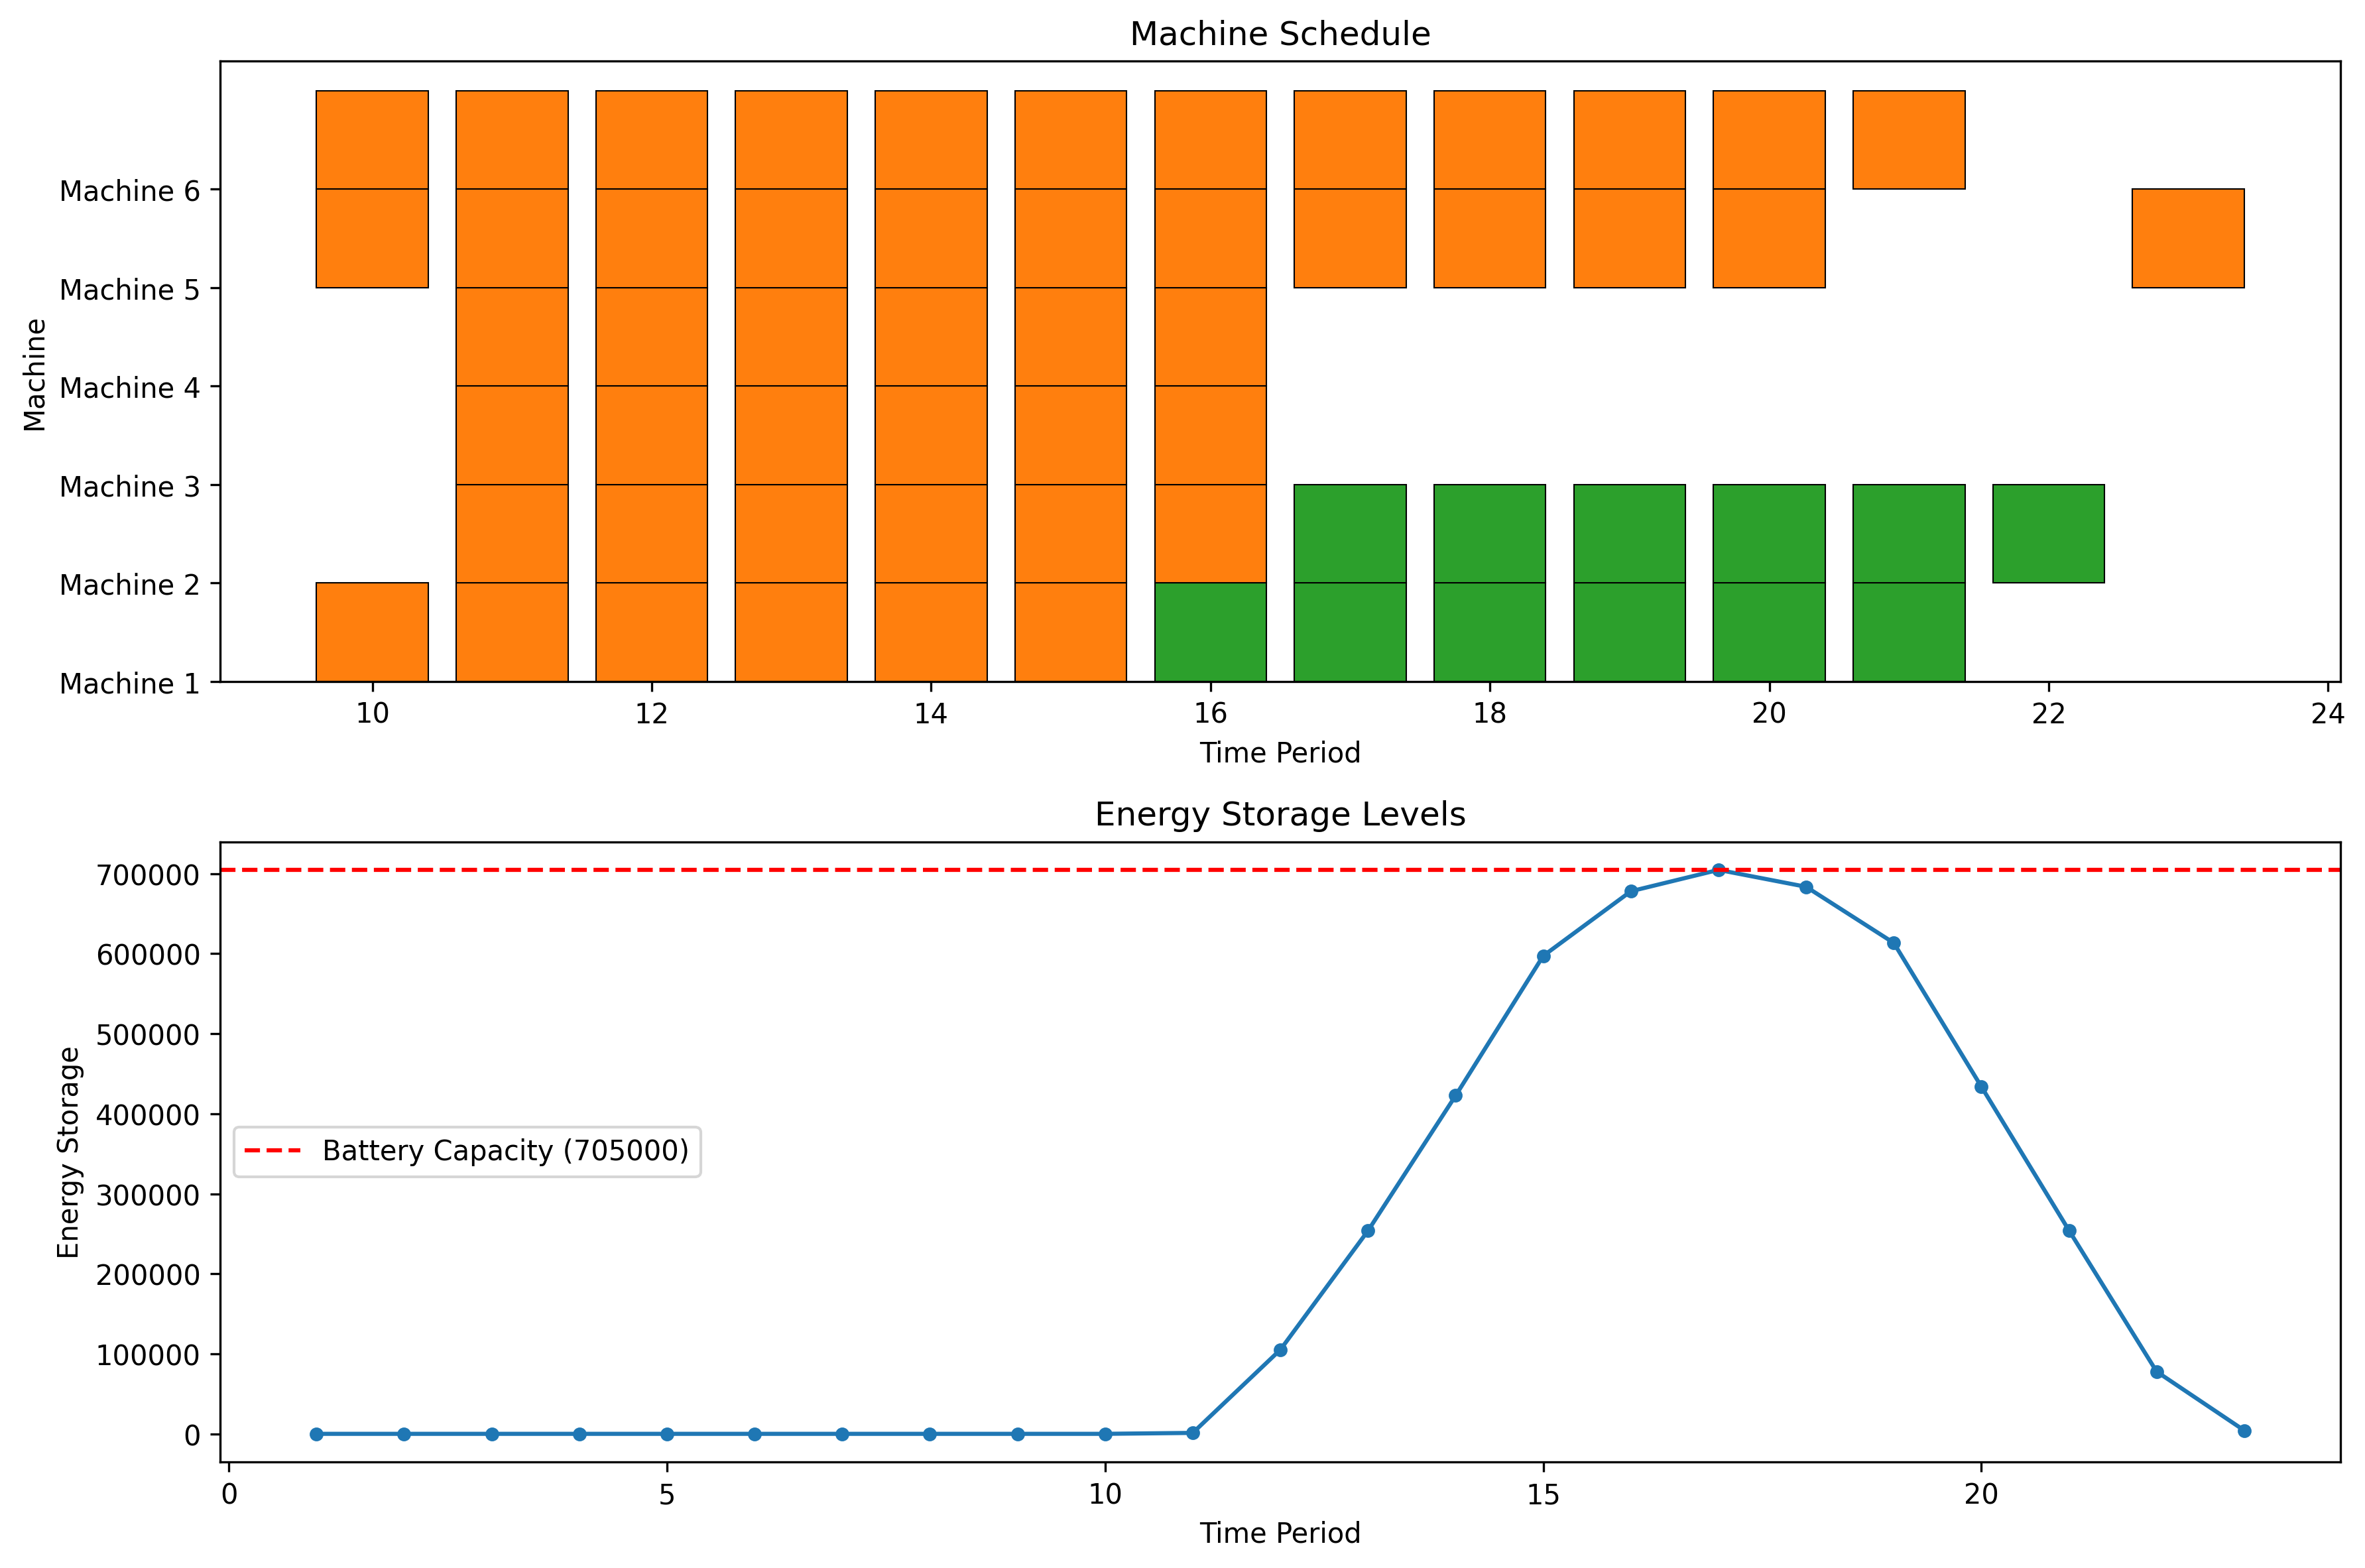 Machine Schedule
Machine
Machine 6
Machine 5
Machine 4
Machine 3
Machine 2
Machine 1
10 12 14 16 18 20 22 24
Time Period
Energy Storage Levels
Energy Storage
700000
600000
500000
400000
300000
200000
100000
0
Battery Capacity (705000)
0 5 10 15 20
Time Period